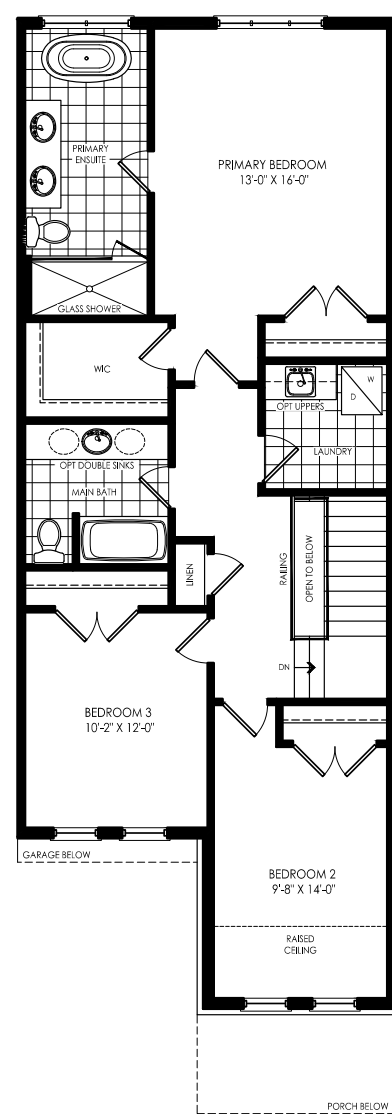 PRIMARY
ENSUITE
PRIMARY BEDROOM
13'-0" X 16'-0"
GLASS SHOWER
WIC
W
D
OPT UPPERS
LAUNDRY
OPT DOUBLE SINKS
MAIN BATH
LINEN
RAILING
OPEN TO BELOW
DN
BEDROOM 3
10'-2" X 12'-0"
GARAGE BELOW
BEDROOM 2
9'-8" X 14'-0"
RAISED
CEILING
PORCH BELOW